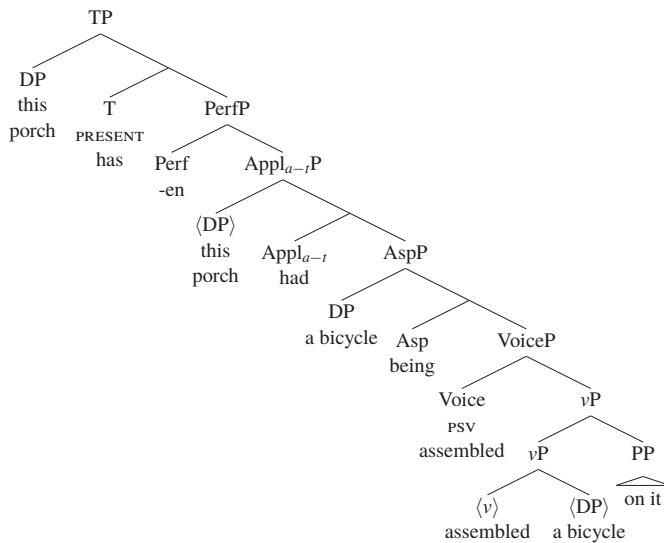 TP
DP
this
porch
T
PRESENT
has
PerfP
Perf
-en
Appl_{a−t}P
⟨DP⟩
this
porch
Appl_{a−t}
had
AspP
DP
a bicycle
Asp
being
VoiceP
Voice
PSV
assembled
vP
vP
PP
⟨v⟩
assembled
⟨DP⟩
a bicycle
on it